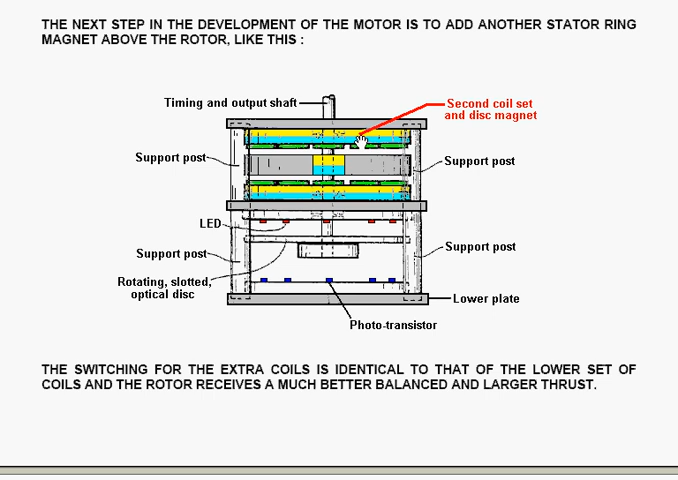 THE NEXT STEP IN THE DEVELOPMENT OF THE MOTOR IS TO ADD ANOTHER STATOR RING
MAGNET ABOVE THE ROTOR, LIKE THIS :
Timing and output shaft
Second coil set
and disc magnet
Support post
Support post
LED
Support post
Support post
Rotating, slotted,
optical disc
Lower plate
Photo-transistor
THE SWITCHING FOR THE EXTRA COILS IS IDENTICAL TO THAT OF THE LOWER SET OF
COILS AND THE ROTOR RECEIVES A MUCH BETTER BALANCED AND LARGER THRUST.